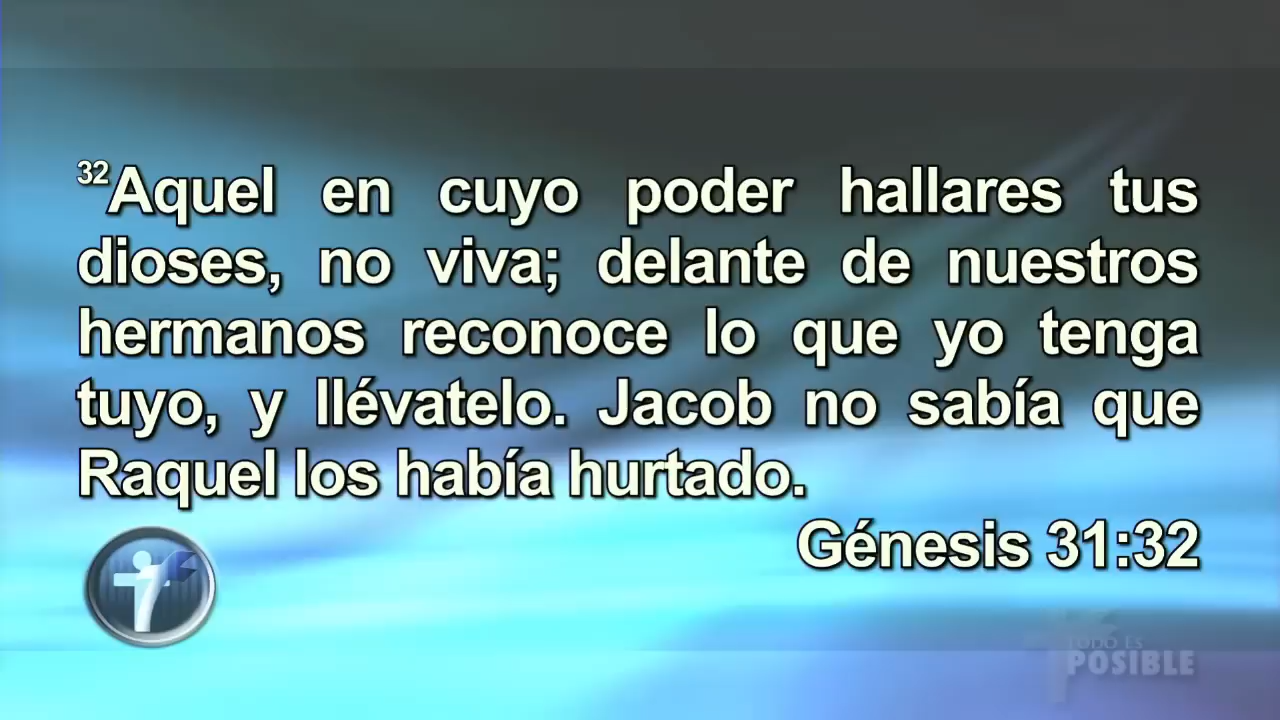 32Aquel en cuyo poder hallares tus
dioses, no viva; delante de nuestros
hermanos reconoce lo que yo tenga
tuyo, y llévatelo. Jacob no sabía que
Raquel los había hurtado.
Génesis 31:32
TODO ES
POSIBLE